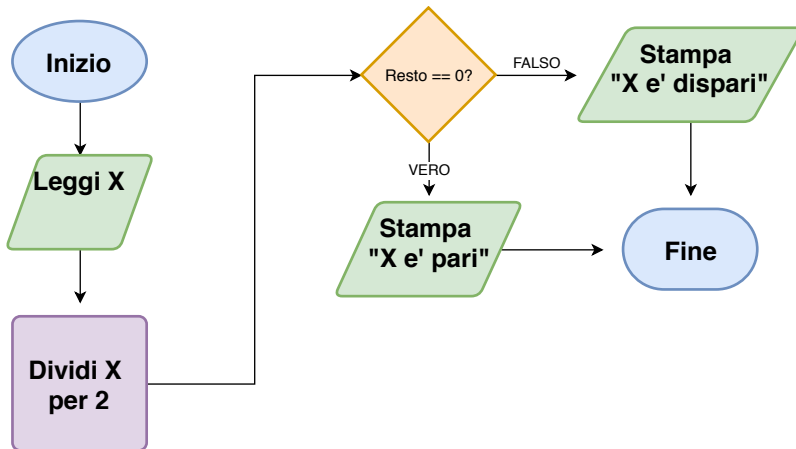 Inizio
Leggi X
Dividi X
per 2
Resto == 0?
FALSO
Stampa
"X e' dispari"
VERO
Stampa
"X e' pari"
Fine